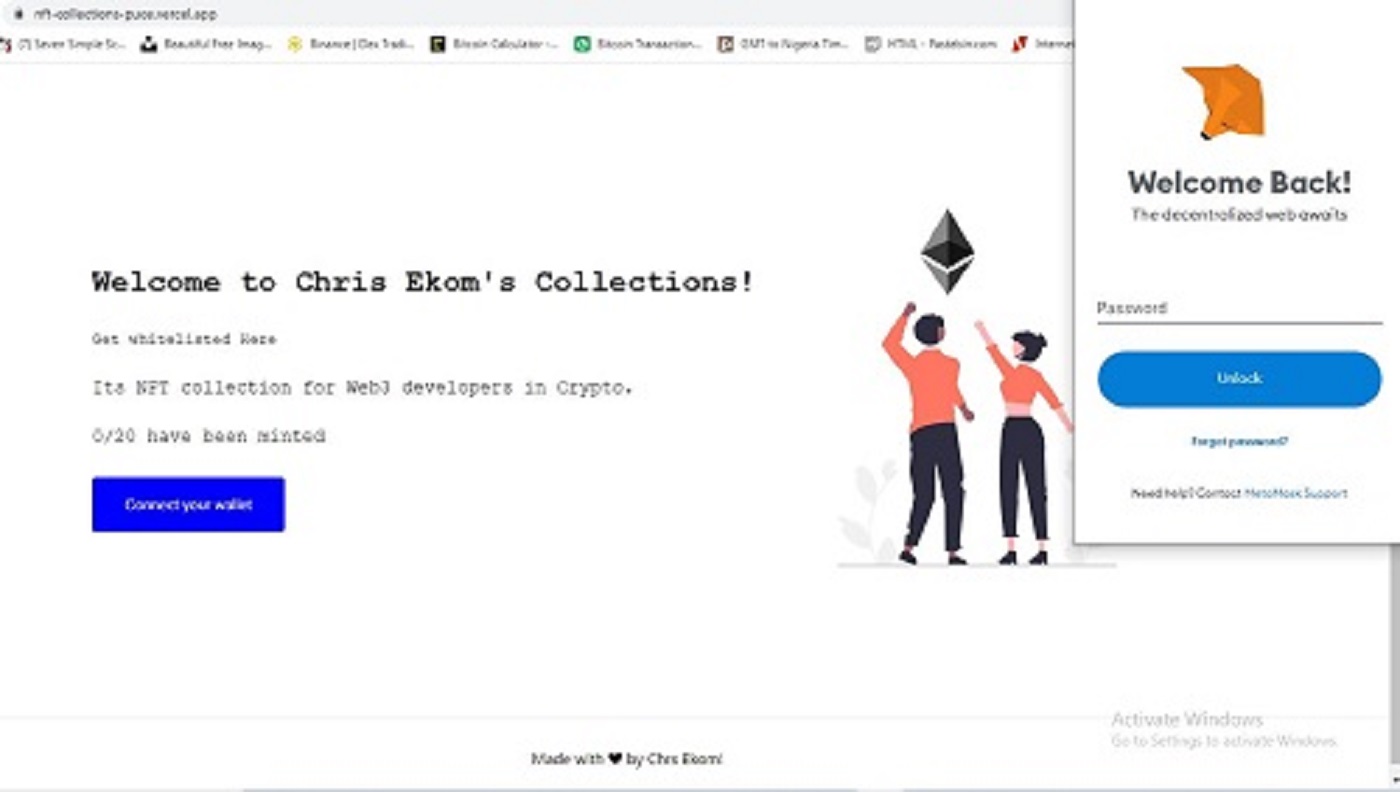 nft-collections-puce.vercel.app
(7) Seven Simple Sc...
Beautiful Free Imag...
Binance | Dex Tradi...
Bitcoin Calculator -...
Bitcoin Transaction...
GMT to Nigeria Tim...
HTML - Pastebin.com
Internet
Welcome Back!
The decentralized web awaits
Password
Unlock
Forgot password?
Need help? Contact MetaMask Support
Welcome to Chris Ekom's Collections!
Get whitelisted Here
Its NFT collection for Web3 developers in Crypto.
0/20 have been minted
Connect your wallet
Activate Windows
Go to Settings to activate Windows.
Made with ❤ by Chrs Ekom!